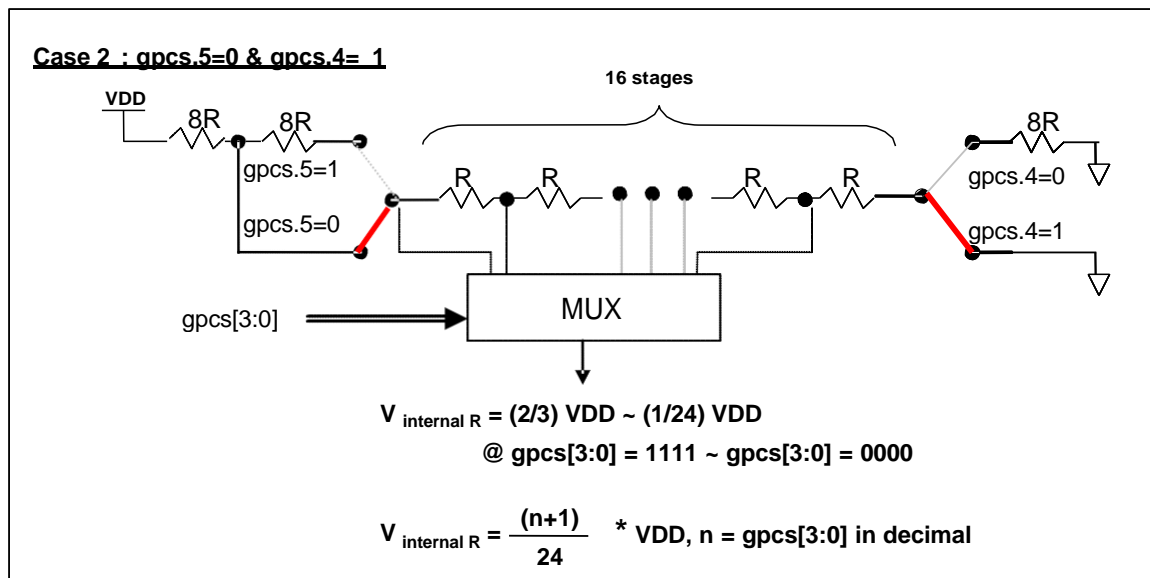 Case 2 : gpcs.5=0 & gpcs.4= 1
16 stages
VDD
8R 8R 8R
gpcs.5=1
R R R R
gpcs.4=0
gpcs.5=0
gpcs.4=1
MUX
gpcs[3:0]
V internal R = (2/3) VDD ~ (1/24) VDD
@ gpcs[3:0] = 1111 ~ gpcs[3:0] = 0000
V internal R = (n+1) / 24 * VDD, n = gpcs[3:0] in decimal